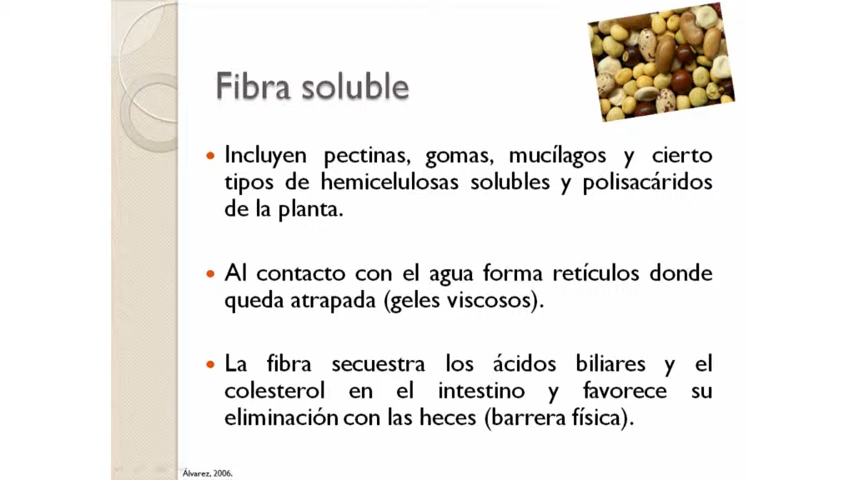 Fibra soluble
• Incluyen pectinas, gomas, mucílagos y cierto
tipos de hemicelulosas solubles y polisacáridos
de la planta.
• Al contacto con el agua forma retículos donde
queda atrapada (geles viscosos).
• La fibra secuestra los ácidos biliares y el
colesterol en el intestino y favorece su
eliminación con las heces (barrera física).
Álvarez, 2006.